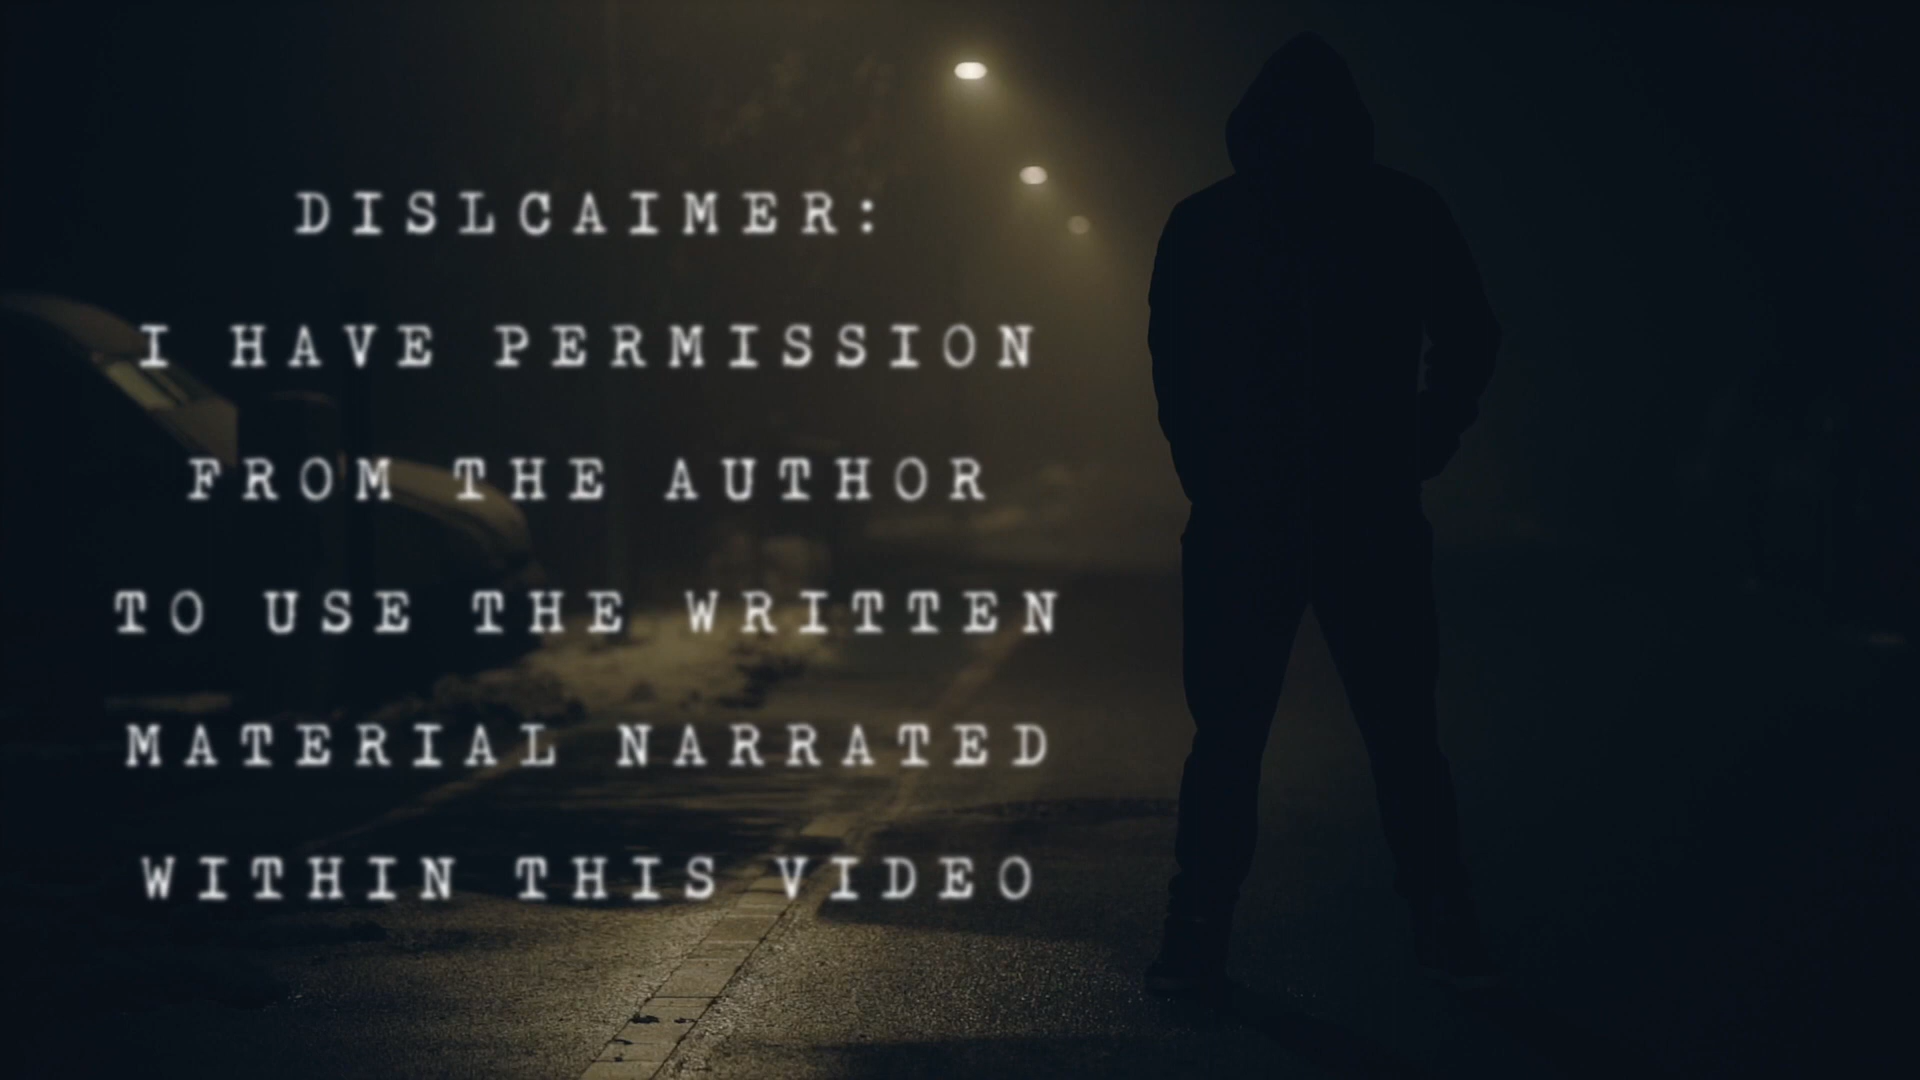 DISLCAIMER:
I HAVE PERMISSION
FROM THE AUTHOR
TO USE THE WRITTEN
MATERIAL NARRATED
WITHIN THIS VIDEO